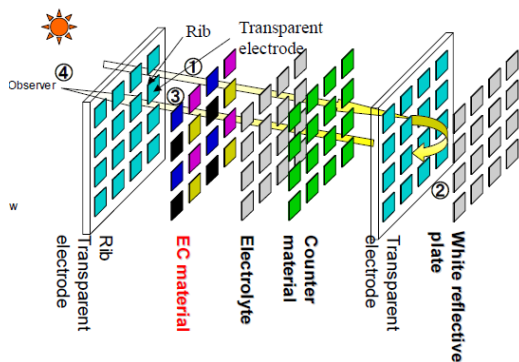 Rib
Transparent
electrode
①
Observer
④
③
②
w
Rib
Transparent
electrode
EC material
Electrolyte
Counter
material
Transparent
electrode
White reflective
plate